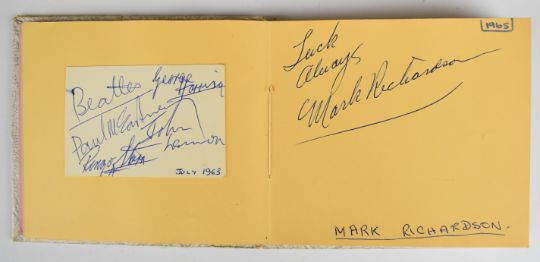 Beatles George
Harrison
Paul McCartney
John
Lennon
Ringo Starr
JULY 1963
1965
Luck
Always
Mark Richardson
MARK RICHARDSON.